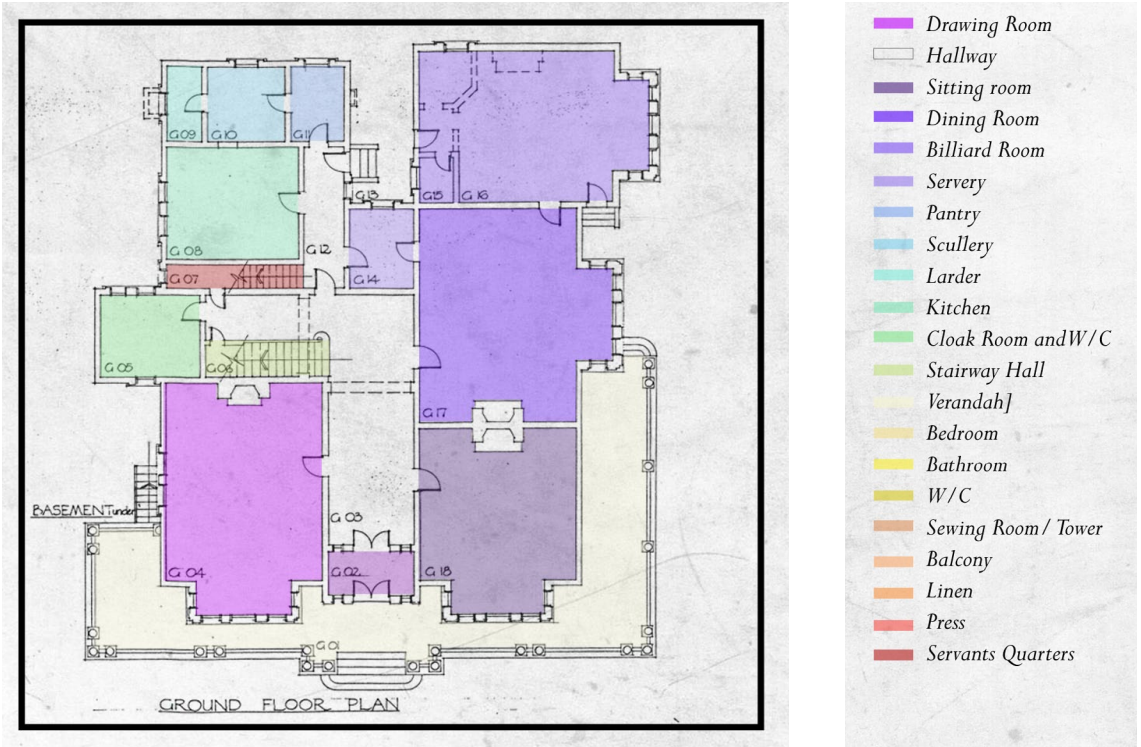 G 09
G 10
G 11
G 13
G 15
G 16
G 08
G 12
G 07
G 14
G 05
G 06
G 17
BASEMENT under
G 03
G 04
G 02
G 18
G 01
GROUND FLOOR PLAN
Drawing Room
Hallway
Sitting room
Dining Room
Billiard Room
Servery
Pantry
Scullery
Larder
Kitchen
Cloak Room andW/C
Stairway Hall
Verandah]
Bedroom
Bathroom
W/C
Sewing Room/ Tower
Balcony
Linen
Press
Servants Quarters